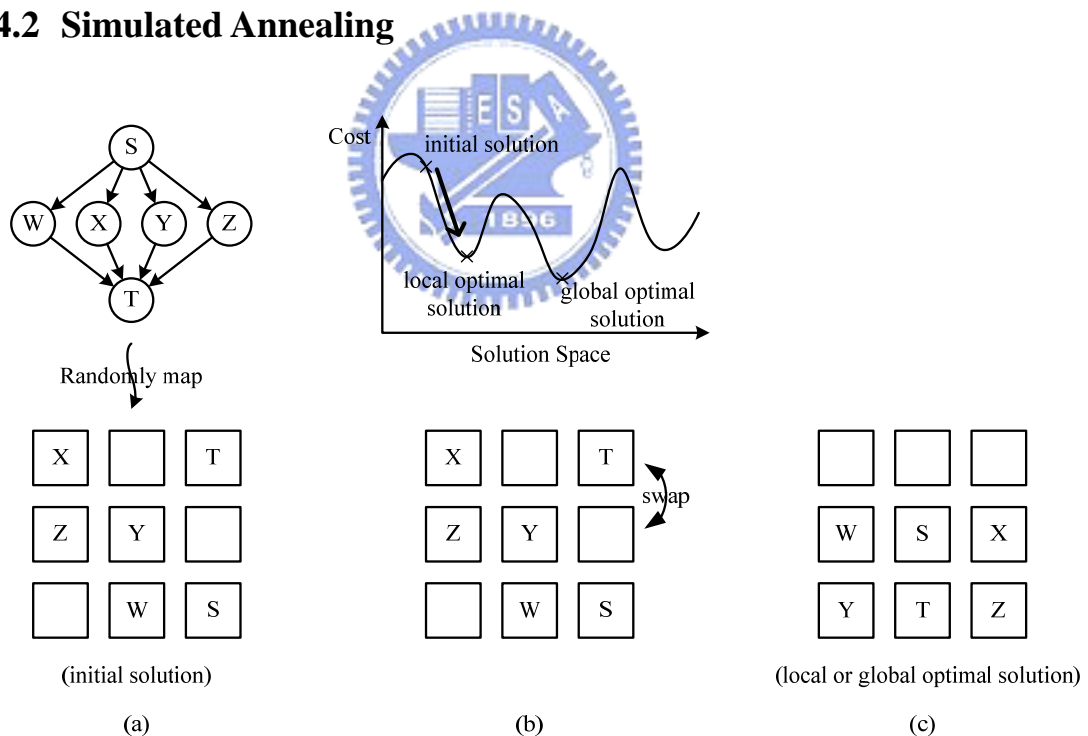 4.2 Simulated Annealing
E S A
1896
S
W X Y Z
T
Randomly map
Cost
initial solution
local optimal
solution
global optimal
solution
Solution Space
X T
Z Y
W S
(initial solution)
(a)
X T
swap
Z Y
W S
(b)
W S X
Y T Z
(local or global optimal solution)
(c)